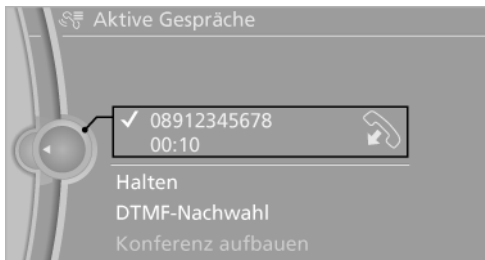 Aktive Gespräche
08912345678
00:10
Halten
DTMF-Nachwahl
Konferenz aufbauen